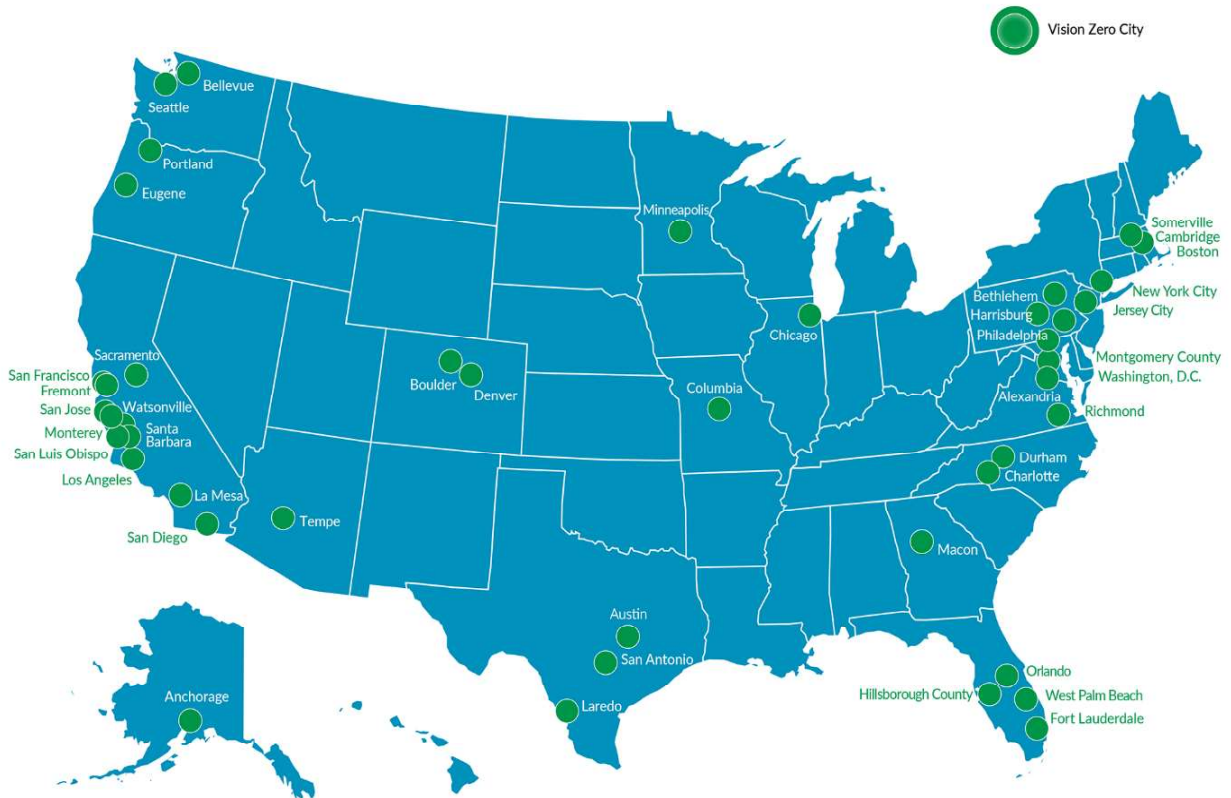 Vision Zero City
Bellevue
Seattle
Portland
Eugene
Minneapolis
Somerville
Cambridge
Boston
New York City
Bethlehem
Jersey City
Harrisburg
Philadelphia
Chicago
Sacramento
Montgomery County
San Francisco
Boulder
Washington, D.C.
Fremont
Denver
Columbia
Alexandria
San Jose
Watsonville
Richmond
Monterey
Santa
Barbara
San Luis Obispo
Durham
Los Angeles
Charlotte
La Mesa
Tempe
San Diego
Macon
Austin
San Antonio
Orlando
Anchorage
Hillsborough County
West Palm Beach
Laredo
Fort Lauderdale